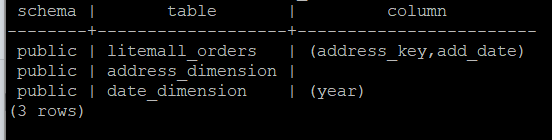 schema | table | column
--------+--------------------+-------------------------
public | litemall_orders | (address_key,add_date)
public | address_dimension |
public | date_dimension | (year)
(3 rows)